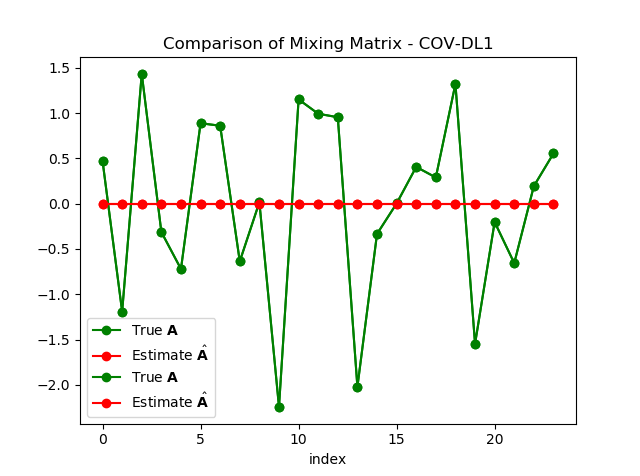 Comparison of Mixing Matrix - COV-DL1
1.5
1.0
0.5
0.0
−0.5
−1.0
−1.5
−2.0
True A
Estimate Â
True A
Estimate Â
0 5 10 15 20
index